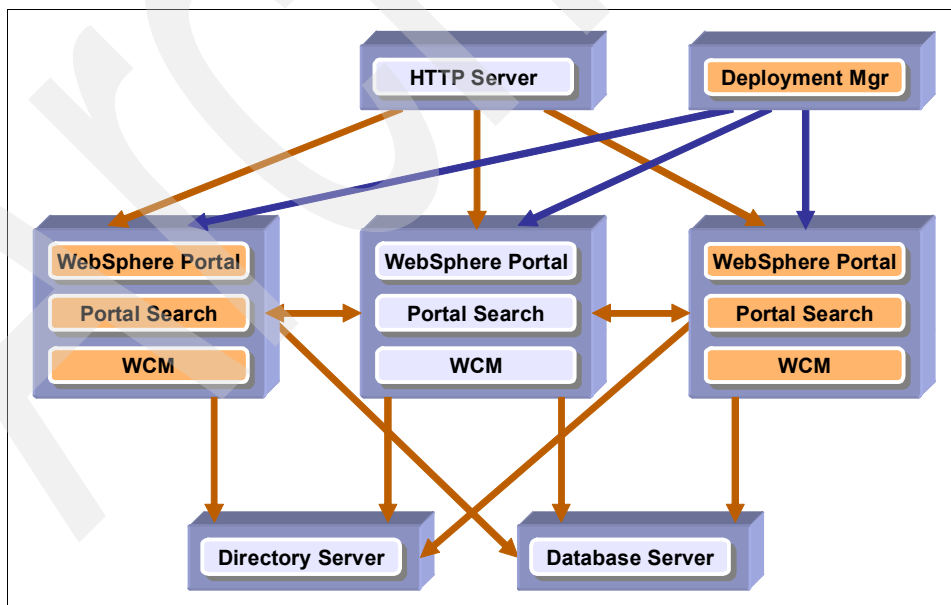 HTTP Server
Deployment Mgr
WebSphere Portal
Portal Search
WCM
WebSphere Portal
Portal Search
WCM
WebSphere Portal
Portal Search
WCM
Directory Server
Database Server